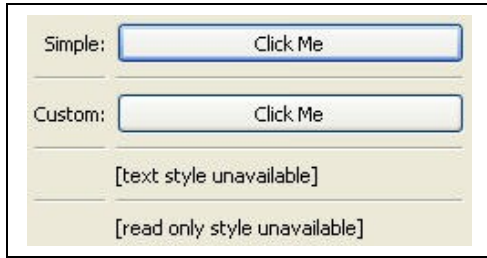 Simple: Click Me
Custom: Click Me
[text style unavailable]
[read only style unavailable]